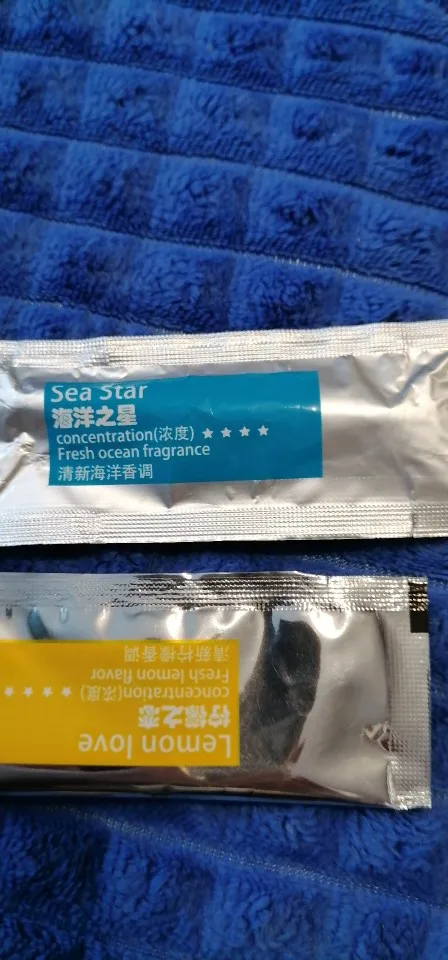 Sea Star
海洋之星
concentration(浓度) ★ ★ ★ ★
Fresh ocean fragrance
清新海洋香调
Lemon love
柠檬之恋
concentration(浓度) ★ ★ ★ ★
Fresh lemon flavor
清新柠檬香调